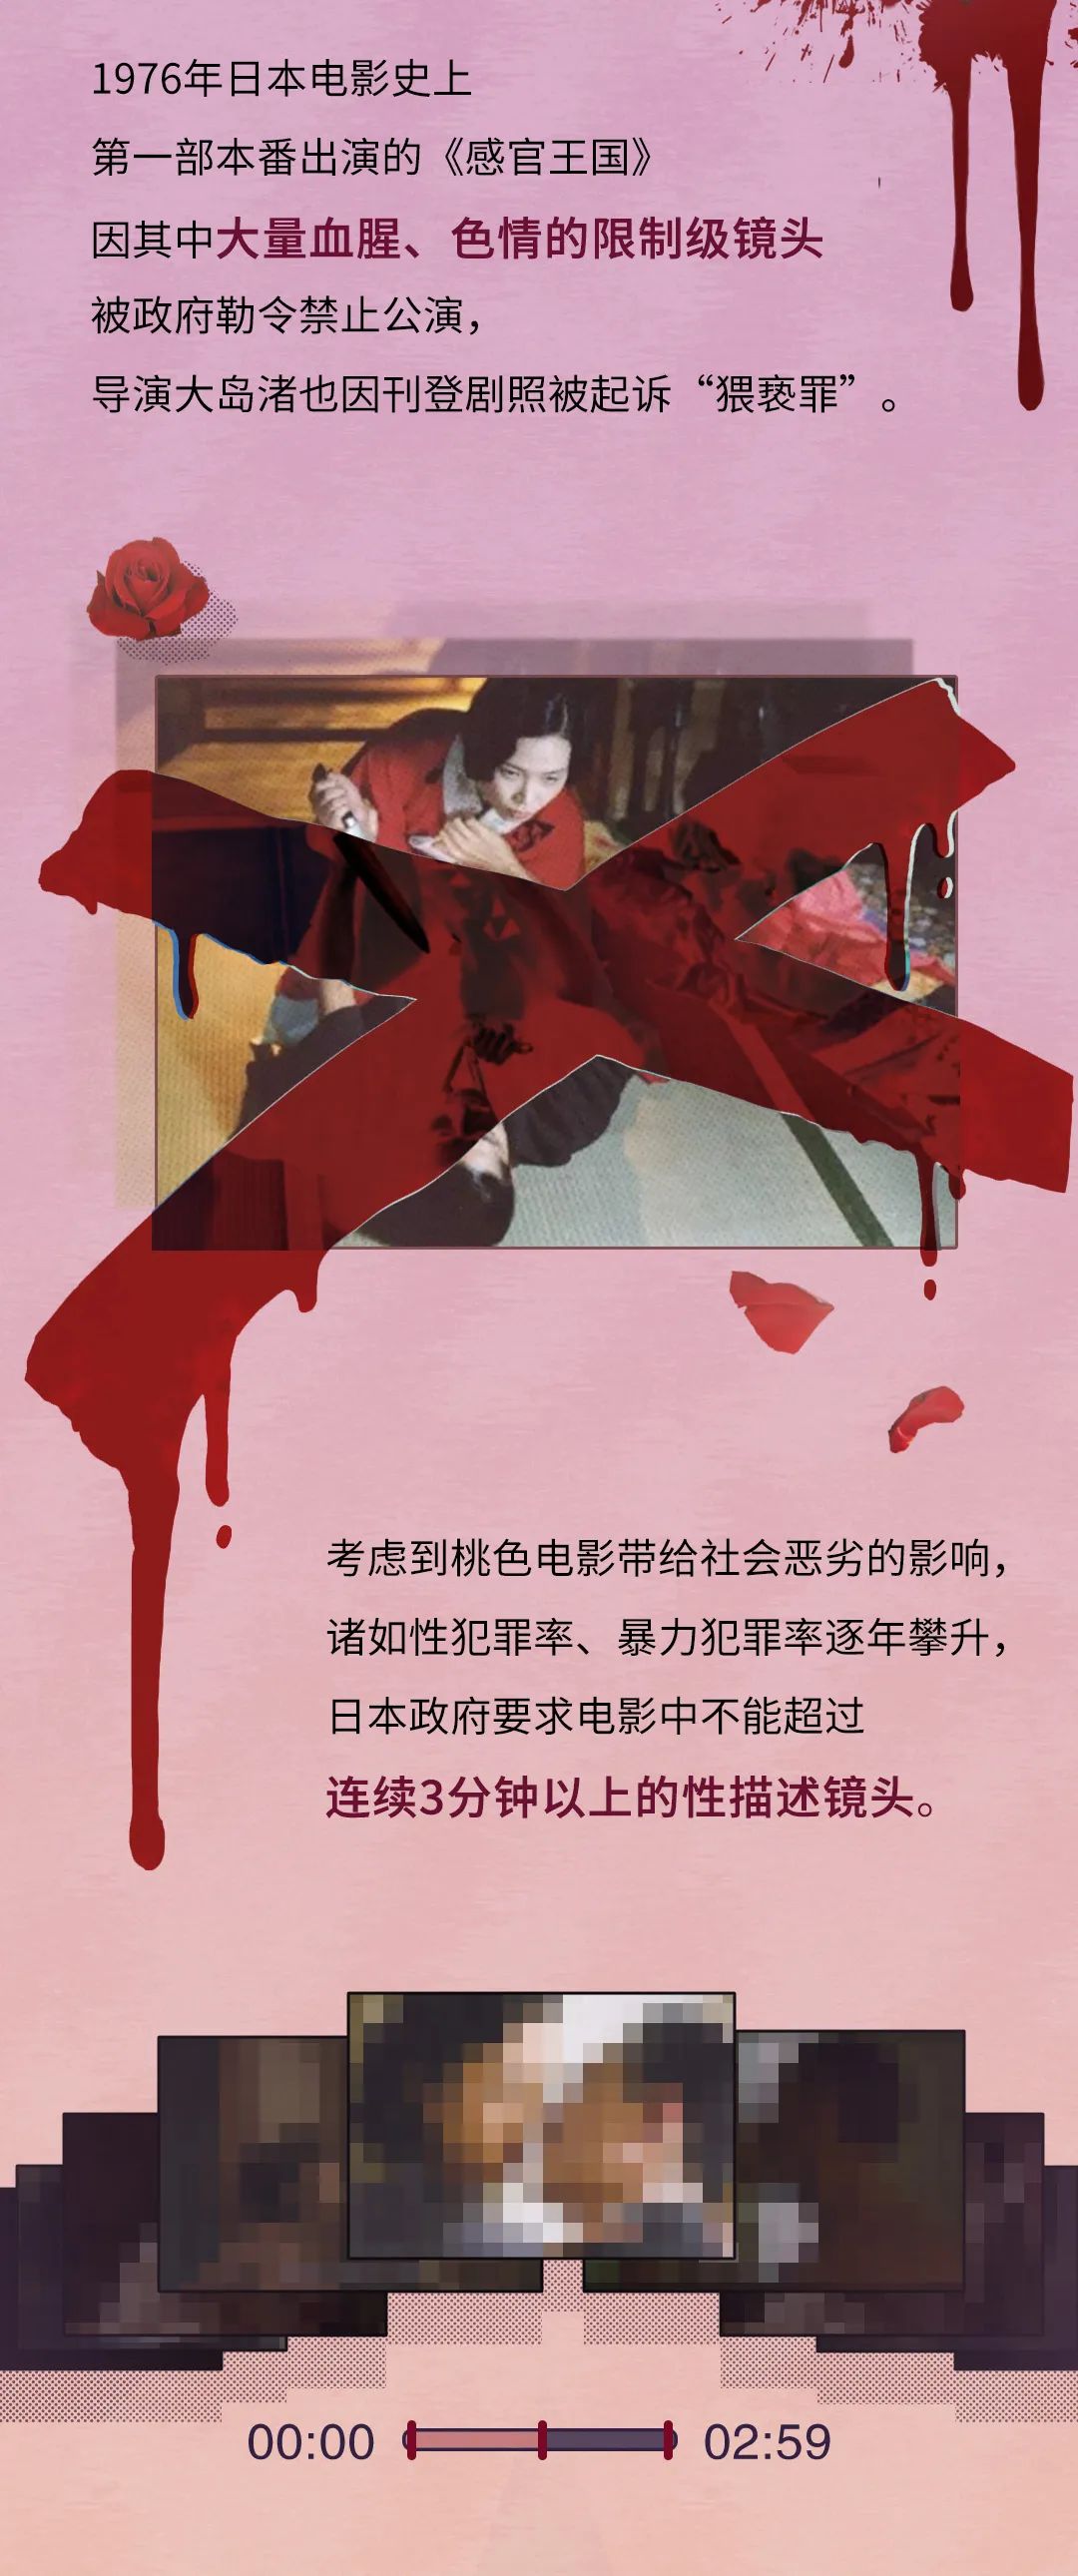 1976年日本电影史上
第一部本番出演的《感官王国》
因其中大量血腥、色情的限制级镜头
被政府勒令禁止公演，
导演大岛渚也因刊登剧照被起诉“猥亵罪”。
考虑到桃色电影带给社会恶劣的影响，
诸如性犯罪率、暴力犯罪率逐年攀升，
日本政府要求电影中不能超过
连续3分钟以上的性描述镜头。
00:00 02:59